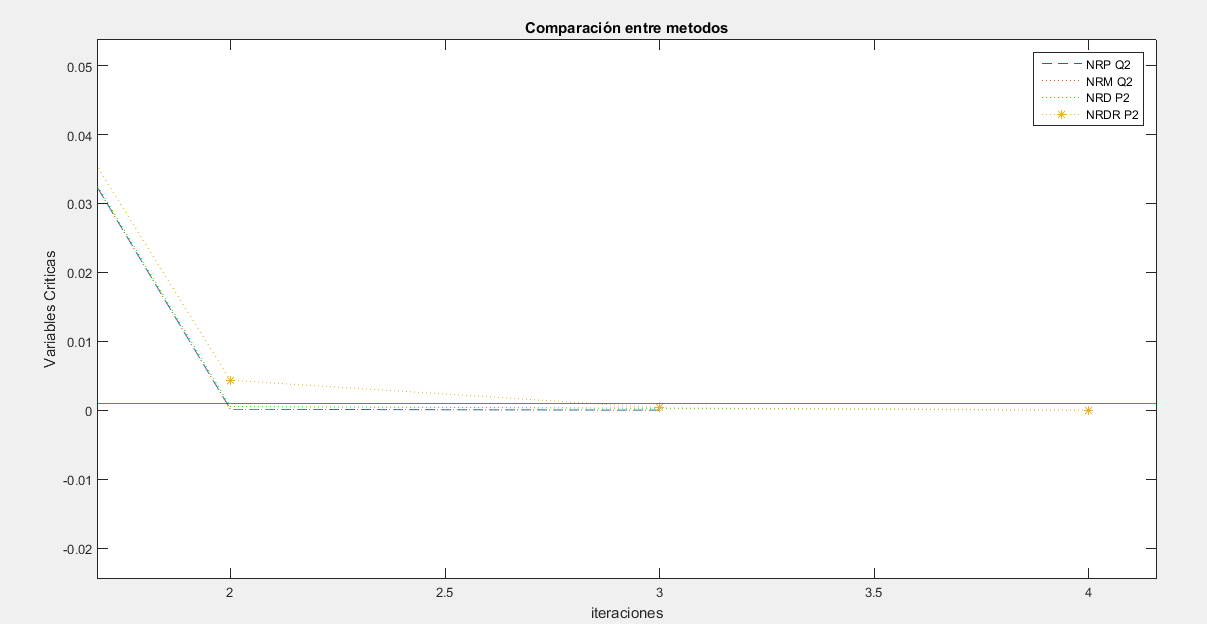 Comparación entre metodos
NRP Q2
NRM Q2
NRD P2
NRDR P2
Variables Criticas
0.05
0.04
0.03
0.02
0.01
0
-0.01
-0.02
2
2.5
3
3.5
4
iteraciones